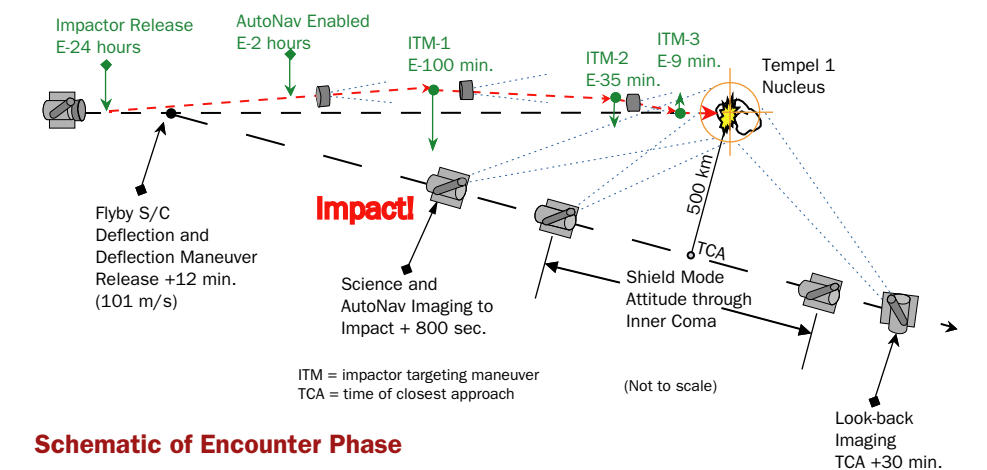 Impactor Release
E-24 hours
AutoNav Enabled
E-2 hours
ITM-1
E-100 min.
ITM-2
E-35 min.
ITM-3
E-9 min.
Tempel 1
Nucleus
500 km
TCA
Impact!
Flyby S/C
Deflection and
Deflection Maneuver
Release +12 min.
(101 m/s)
Science and
AutoNav Imaging to
Impact + 800 sec.
Shield Mode
Attitude through
Inner Coma
ITM = impactor targeting maneuver
TCA = time of closest approach
(Not to scale)
Look-back
Imaging
TCA +30 min.
Schematic of Encounter Phase